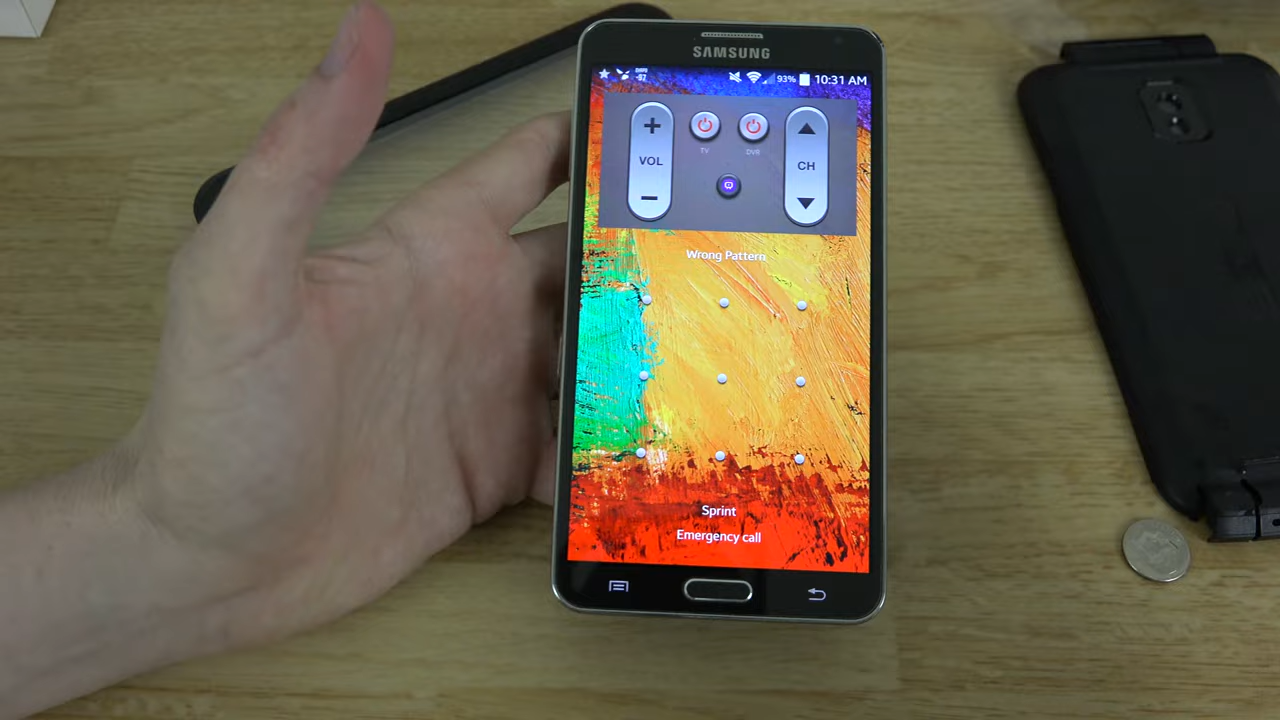 SAMSUNG
93% 10:31 AM
+
VOL
−
TV
DVR
CH
Wrong Pattern
Sprint
Emergency call